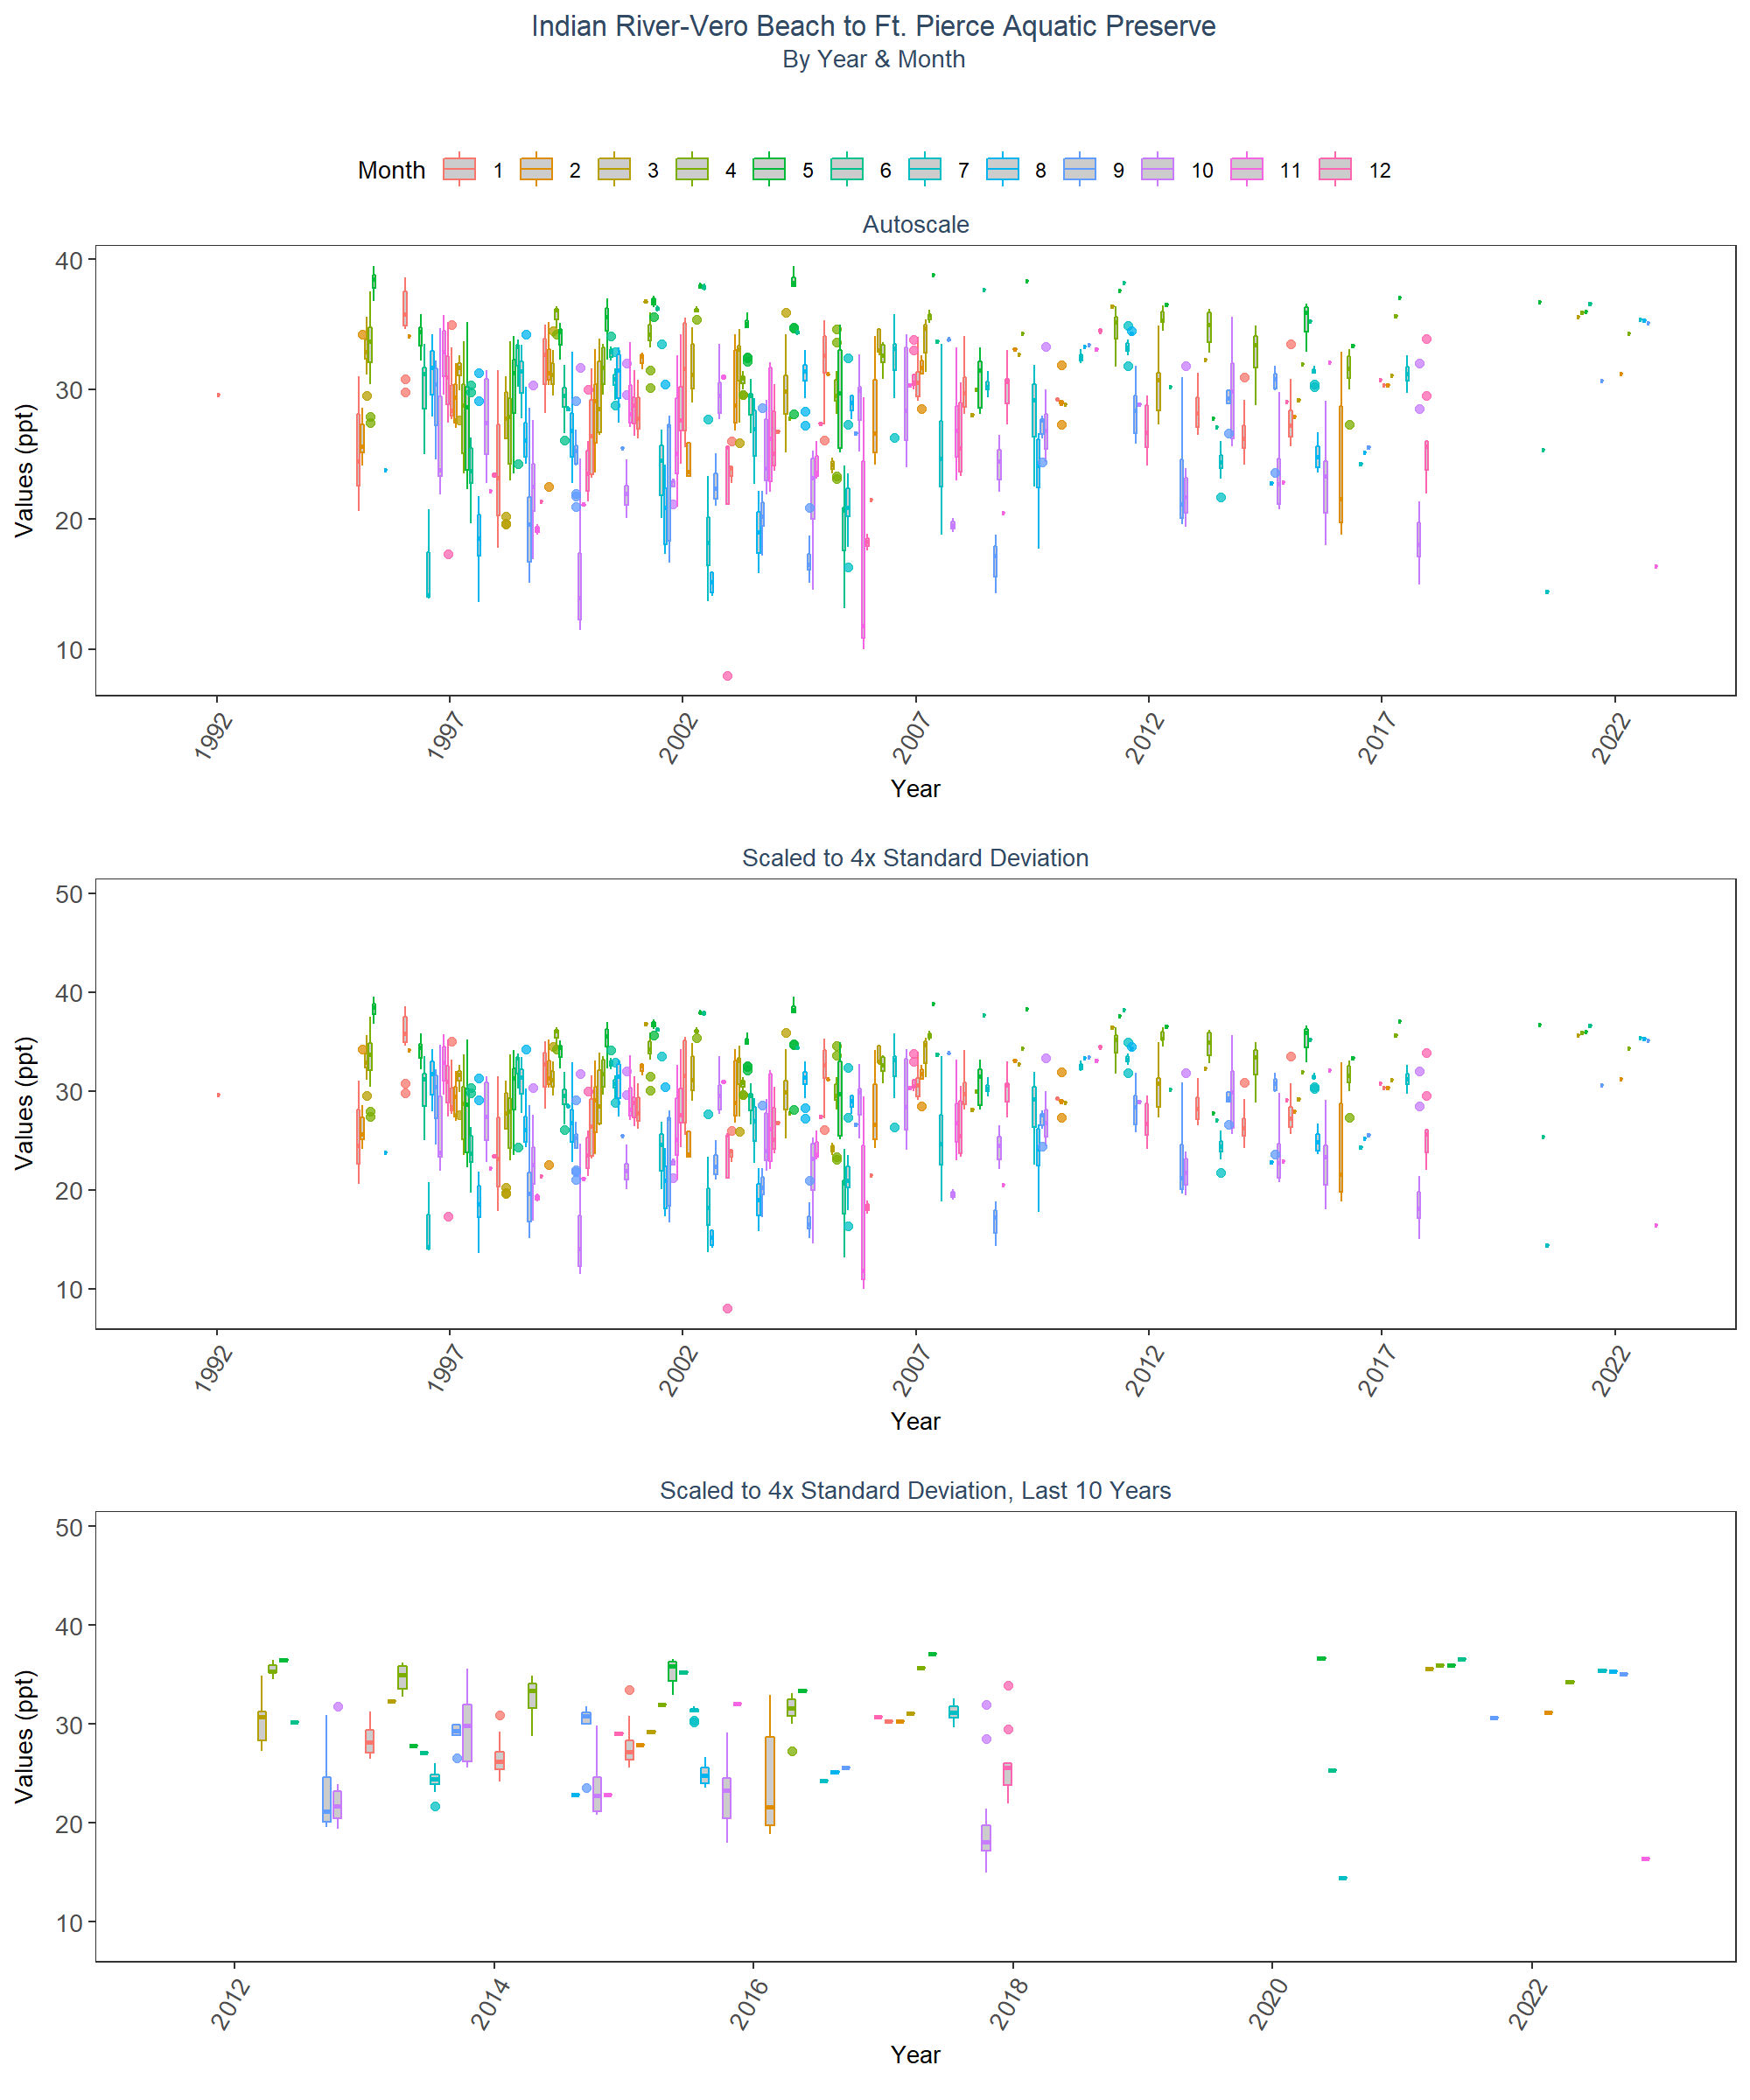 Indian River-Vero Beach to Ft. Pierce Aquatic Preserve
By Year & Month
Month 1 2 3 4 5 6 7 8 9 10 11 12
Autoscale
Values (ppt)
40
30
20
10
1992 1997 2002 2007 2012 2017 2022
Year
Scaled to 4x Standard Deviation
Values (ppt)
50
40
30
20
10
1992 1997 2002 2007 2012 2017 2022
Year
Scaled to 4x Standard Deviation, Last 10 Years
Values (ppt)
50
40
30
20
10
2012 2014 2016 2018 2020 2022
Year